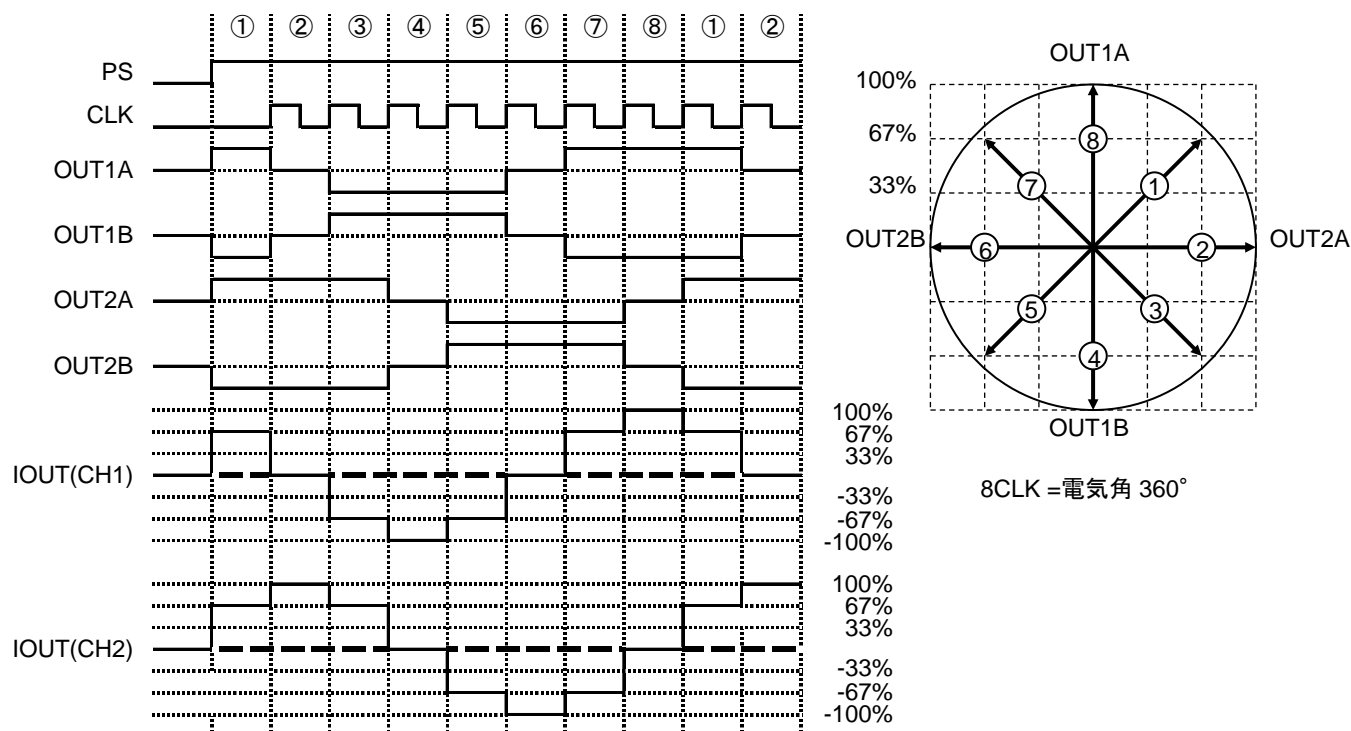 ① ② ③ ④ ⑤ ⑥ ⑦ ⑧ ① ②
PS
CLK
OUT1A
OUT1B
OUT2A
OUT2B
IOUT(CH1)
100%
67%
33%
-33%
-67%
-100%
IOUT(CH2)
100%
67%
33%
-33%
-67%
-100%
OUT1A
100%
67%
33%
OUT2B
OUT2A
OUT1B
⑧
⑦
①
⑥
②
⑤
③
④
8CLK =電気角 360°